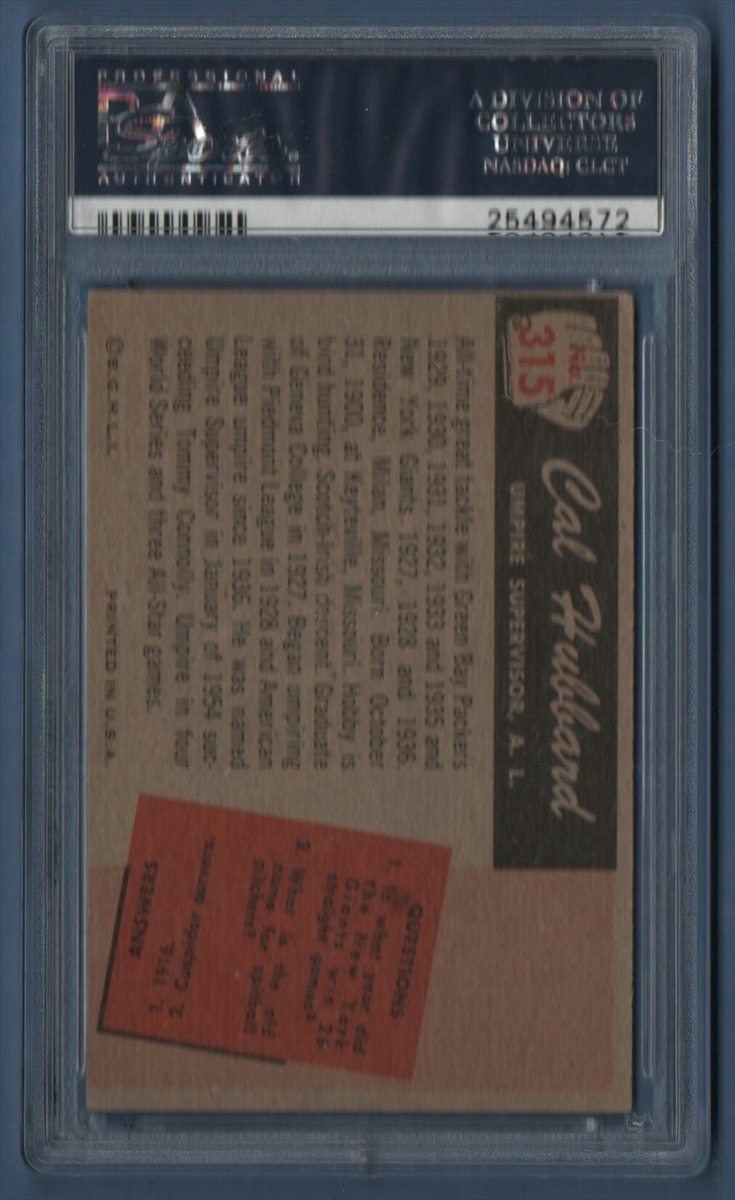 PROFESSIONAL
PSA
AUTHENTICATOR
A DIVISION OF
COLLECTORS
UNIVERSE
NASDAQ: CLCT
25494572
No.
315
Cal Hubbard
UMPIRE SUPERVISOR, A. L.
All-time great tackle with Green Bay Packers
1929, 1930, 1931, 1932, 1933 and 1935 and
New York Giants, 1927, 1928 and 1936.
Residence, Milan, Missouri. Born October
31, 1900, at Keytesville, Missouri. Hobby is
bird hunting. Scotch-Irish descent. Graduate
of Geneva College in 1927. Began umpiring
with Piedmont League in 1928 and American
League umpire since 1936. He was named
Umpire Supervisor in January of 1954 suc-
ceeding Tommy Connolly. Umpire in four
World Series and three All-Star games.
© B. G. H. L. I.
PRINTED IN U.S.A.
QUESTIONS
1. In what year did
the New York
Giants win 26
straight games?
2. What is the old
name for spitball
pitchers?
ANSWERS
1. 1916.
2. Cuspidor curvers.